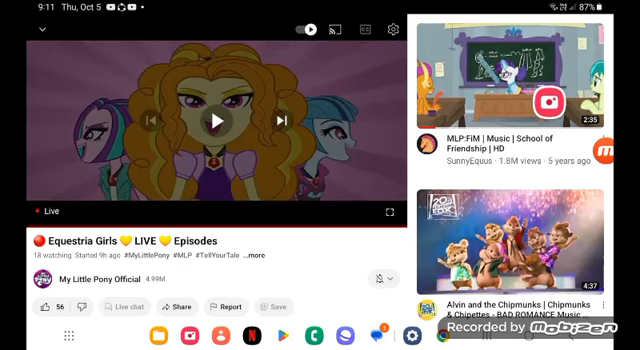 9:11 Thu, Oct 5
87%
Live
🔴 Equestria Girls 💛 LIVE 💛 Episodes
18 watching Started 9h ago #MyLittlePony #MLP #TellYourTale ...more
My Little Pony Official 4.99M
56
Live chat
Share
Report
Save
2:35
MLP:FiM | Music | School of
Friendship | HD
SunnyEquus · 1.8M views · 5 years ago
20th
CENTURY
FOX
4:37
Alvin and the Chipmunks | Chipmunks
& Chipettes - BAD ROMANCE Music ...
Recorded by mobizen